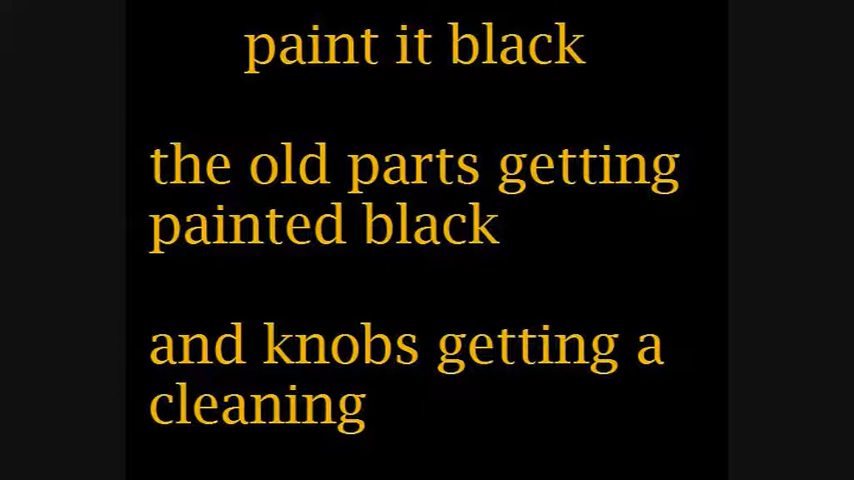 paint it black
the old parts getting
painted black
and knobs getting a
cleaning